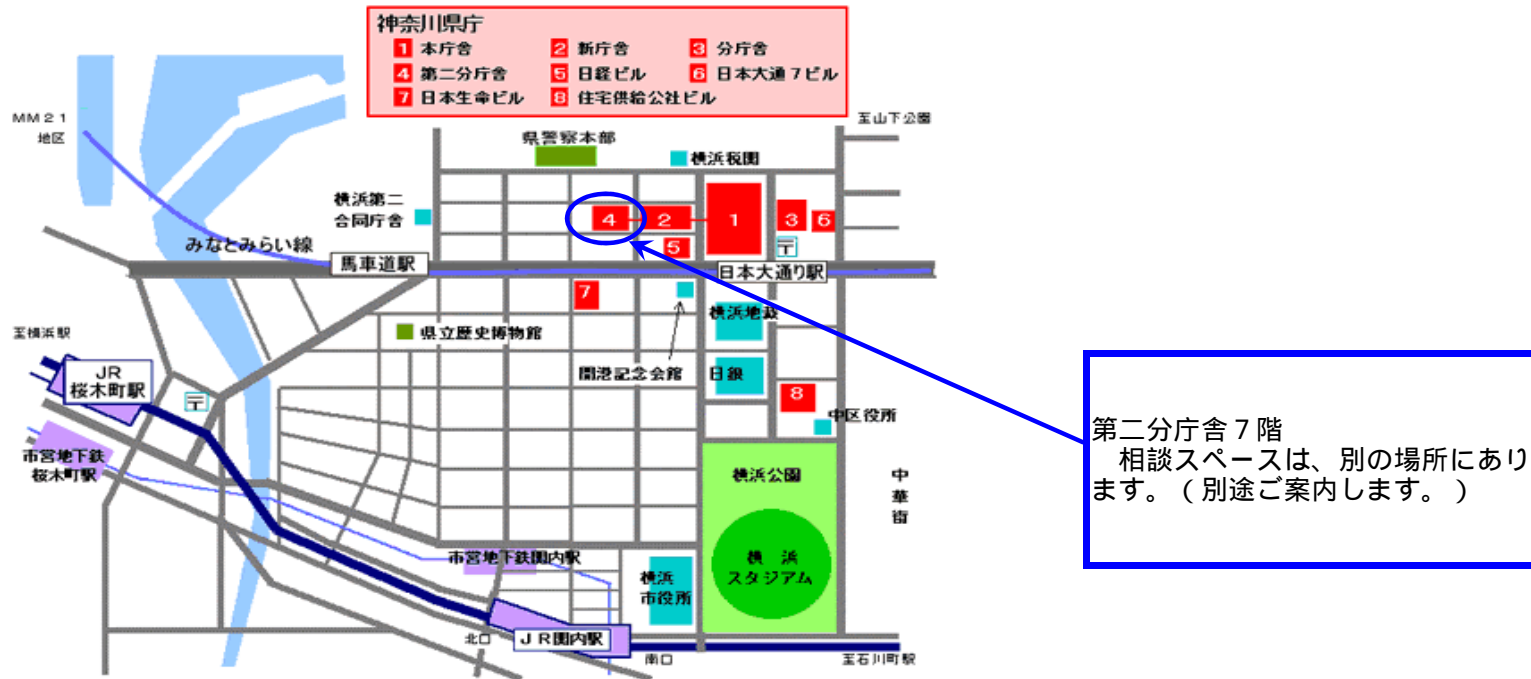 神奈川県庁
1 本庁舎 2 新庁舎 3 分庁舎
4 第二分庁舎 5 日経ビル 6 日本大通7ビル
7 日本生命ビル 8 住宅供給公社ビル
MM21
地区
至山下公園
県警察本部
横浜税関
横浜第二
合同庁舎
4
2
1
3
6
5
〒
みなとみらい線
馬車道駅
日本大通り駅
7
横浜地裁
県立歴史博物館
至横浜駅
JR
桜木町駅
〒
開港記念会館
日銀
8
中区役所
市営地下鉄
桜木町駅
横浜公園
中
華
街
第二分庁舎7階
　相談スペースは、別の場所にあり
ます。(別途ご案内します。)
市営地下鉄関内駅
横浜
市役所
横 浜
スタジアム
北口
JR関内駅
南口
至石川町駅